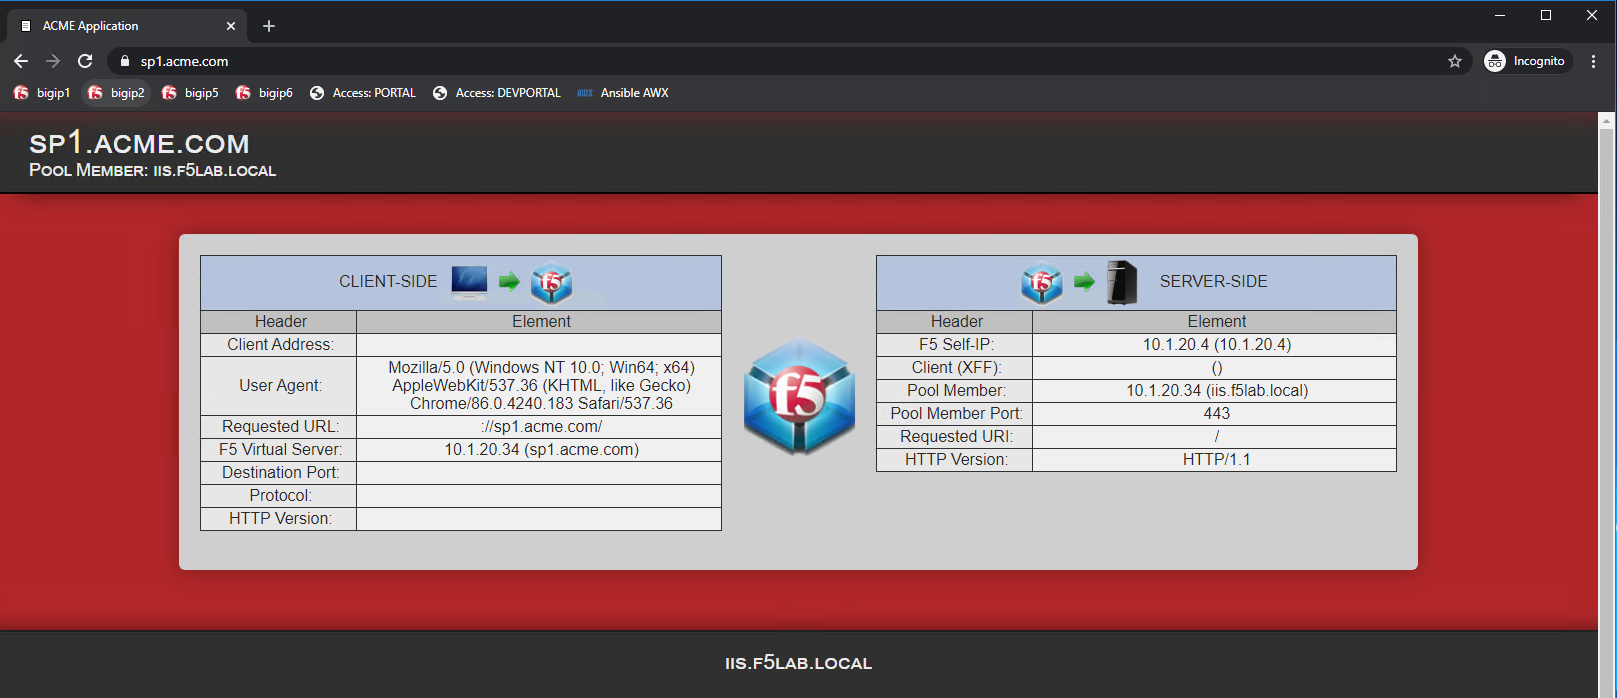 ACME Application
sp1.acme.com
Incognito
bigip1
bigip2
bigip5
bigip6
Access: PORTAL
Access: DEVPORTAL
AWX
Ansible AWX
SP1.ACME.COM
POOL MEMBER: IIS.F5LAB.LOCAL
CLIENT-SIDE
f5
Header Element
Client Address:
User Agent: Mozilla/5.0 (Windows NT 10.0; Win64; x64)
AppleWebKit/537.36 (KHTML, like Gecko)
Chrome/86.0.4240.183 Safari/537.36
Requested URL: ://sp1.acme.com/
F5 Virtual Server: 10.1.20.34 (sp1.acme.com)
Destination Port:
Protocol:
HTTP Version:
f5
f5
SERVER-SIDE
Header Element
F5 Self-IP: 10.1.20.4 (10.1.20.4)
Client (XFF): ()
Pool Member: 10.1.20.34 (iis.f5lab.local)
Pool Member Port: 443
Requested URI: /
HTTP Version: HTTP/1.1
IIS.F5LAB.LOCAL